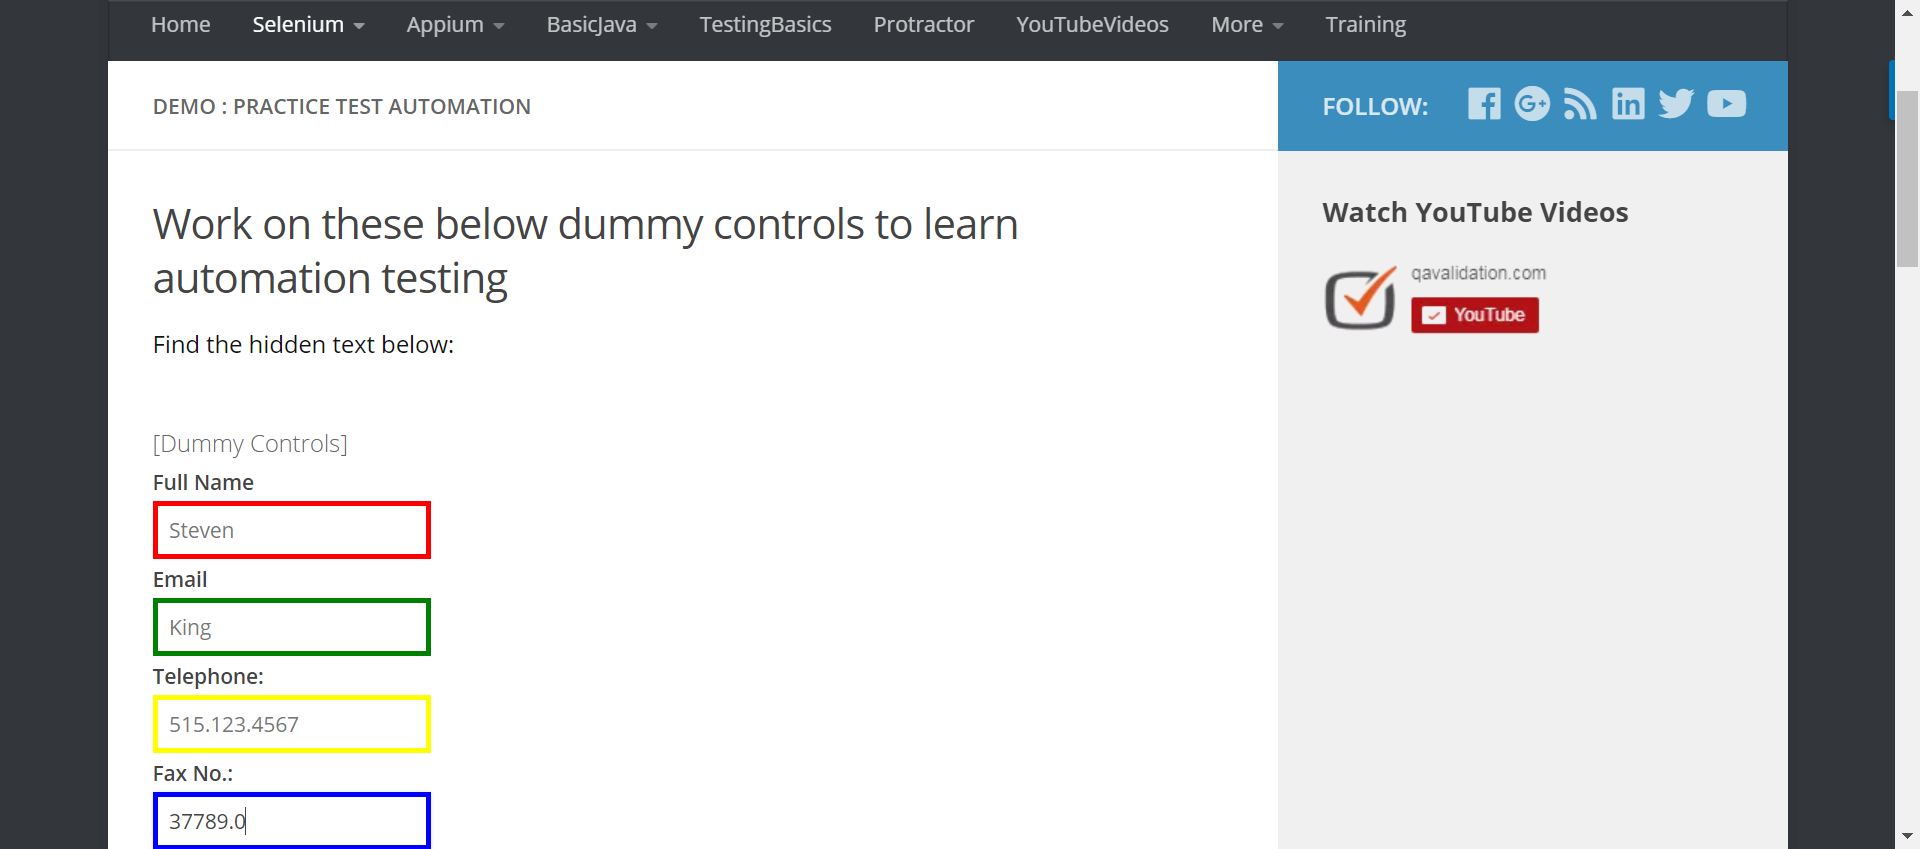 Home Selenium Appium BasicJava TestingBasics Protractor YouTubeVideos More Training
DEMO : PRACTICE TEST AUTOMATION
FOLLOW:
Work on these below dummy controls to learn
automation testing
Find the hidden text below:
[Dummy Controls]
Full Name
Steven
Email
King
Telephone:
515.123.4567
Fax No.:
37789.0
Watch YouTube Videos
qavalidation.com
YouTube